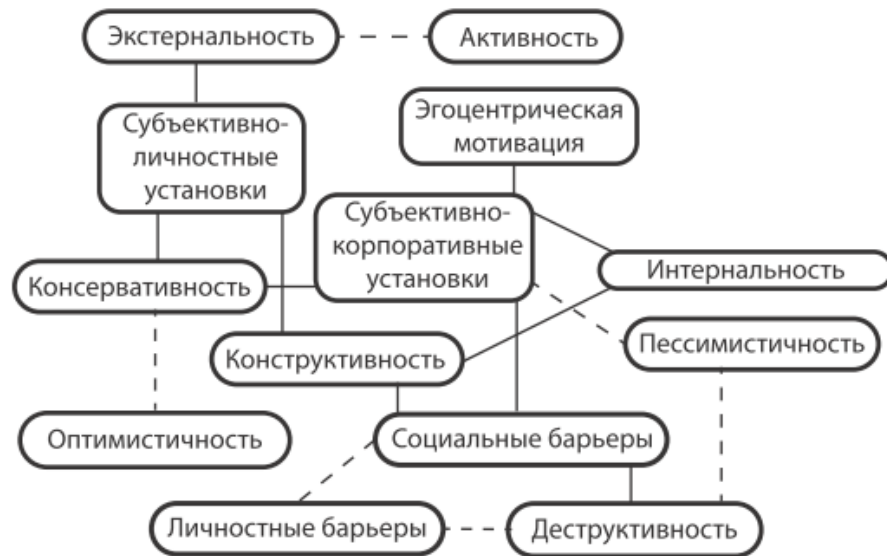 Экстернальность
Активность
Субъективно-
личностные
установки
Эгоцентрическая
мотивация
Субъективно-
корпоративные
установки
Консервативность
Интернальность
Конструктивность
Пессимистичность
Оптимистичность
Социальные барьеры
Личностные барьеры
Деструктивность